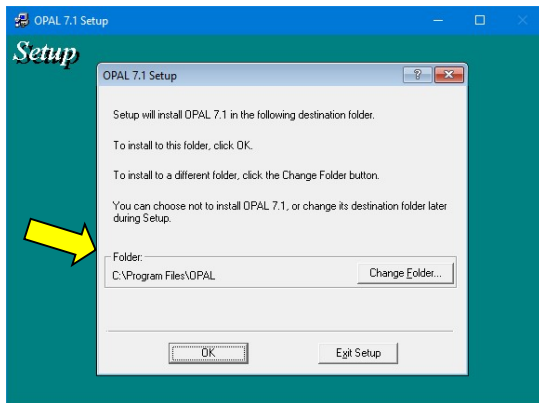 OPAL 7.1 Setup
Setup
OPAL 7.1 Setup
Setup will install OPAL 7.1 in the following destination folder.
To install to this folder, click OK.
To install to a different folder, click the Change Folder button.
You can choose not to install OPAL 7.1, or change its destination folder later
during Setup.
Folder:
C:\Program Files\OPAL
Change Folder...
OK
Exit Setup